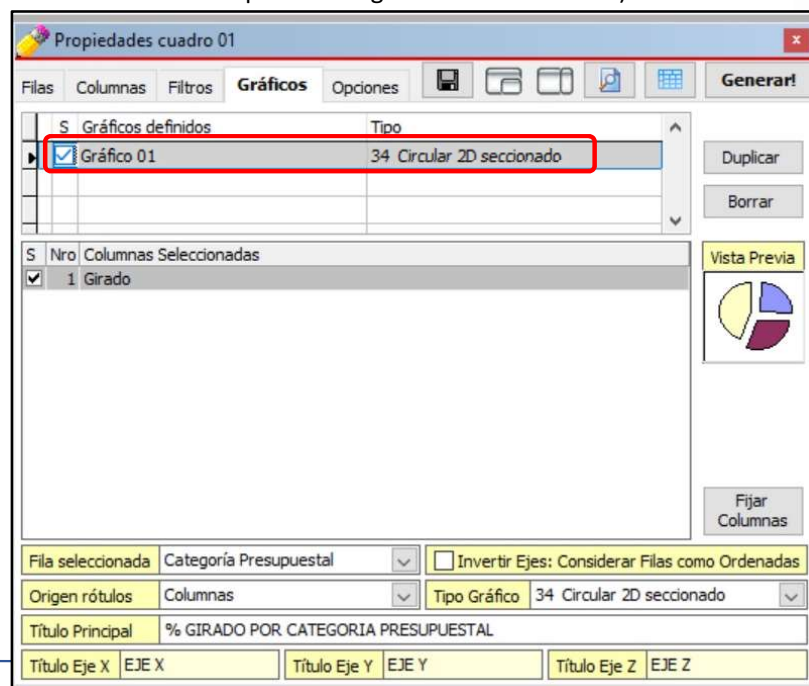 Propiedades cuadro 01
x
Filas Columnas Filtros Gráficos Opciones Generar!
S Gráficos definidos Tipo
Gráfico 01 34 Circular 2D seccionado
Duplicar
Borrar
S Nro Columnas Seleccionadas Vista Previa
1 Girado
Fijar
Columnas
Fila seleccionada Categoría Presupuestal Invertir Ejes: Considerar Filas como Ordenadas
Origen rótulos Columnas Tipo Gráfico 34 Circular 2D seccionado
Título Principal % GIRADO POR CATEGORIA PRESUPUESTAL
Título Eje X EJE X Título Eje Y EJE Y Título Eje Z EJE Z